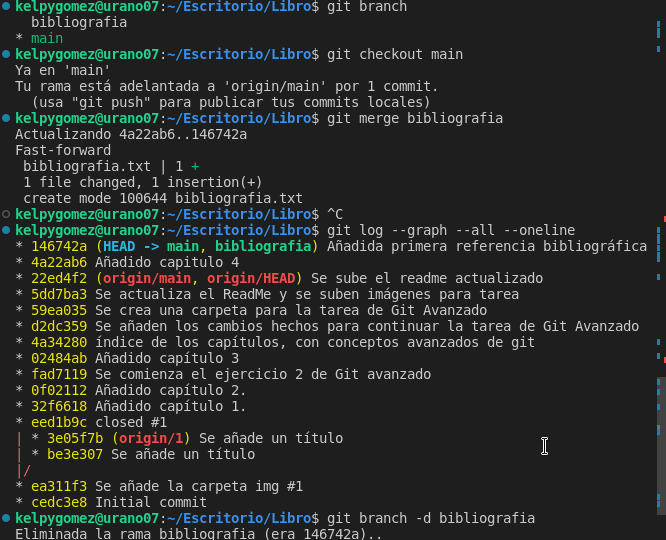 kelpygomez@urano07:~/Escritorio/Libro$ git branch
  bibliografia
* main
kelpygomez@urano07:~/Escritorio/Libro$ git checkout main
Ya en 'main'
Tu rama está adelantada a 'origin/main' por 1 commit.
  (usa "git push" para publicar tus commits locales)
kelpygomez@urano07:~/Escritorio/Libro$ git merge bibliografia
Actualizando 4a22ab6..146742a
Fast-forward
 bibliografia.txt | 1 +
 1 file changed, 1 insertion(+)
 create mode 100644 bibliografia.txt
kelpygomez@urano07:~/Escritorio/Libro$ ^C
kelpygomez@urano07:~/Escritorio/Libro$ git log --graph --all --oneline
* 146742a (HEAD -> main, bibliografia) Añadida primera referencia bibliográfica
* 4a22ab6 Añadido capitulo 4
* 22ed4f2 (origin/main, origin/HEAD) Se sube el readme actualizado
* 5dd7ba3 Se actualiza el ReadMe y se suben imágenes para tarea
* 59ea035 Se crea una carpeta para la tarea de Git Avanzado
* d2dc359 Se añaden los cambios hechos para continuar la tarea de Git Avanzado
* 4a34280 índice de los capítulos, con conceptos avanzados de git
* 02484ab Añadido capítulo 3
* fad7119 Se comienza el ejercicio 2 de Git avanzado
* 0f02112 Añadido capítulo 2.
* 32f6618 Añadido capítulo 1.
* eed1b9c closed #1
| * 3e05f7b (origin/1) Se añade un título
| * be3e307 Se añade un título
|/
* ea311f3 Se añade la carpeta img #1
* cedc3e8 Initial commit
kelpygomez@urano07:~/Escritorio/Libro$ git branch -d bibliografia
Eliminada la rama bibliografia (era 146742a)..